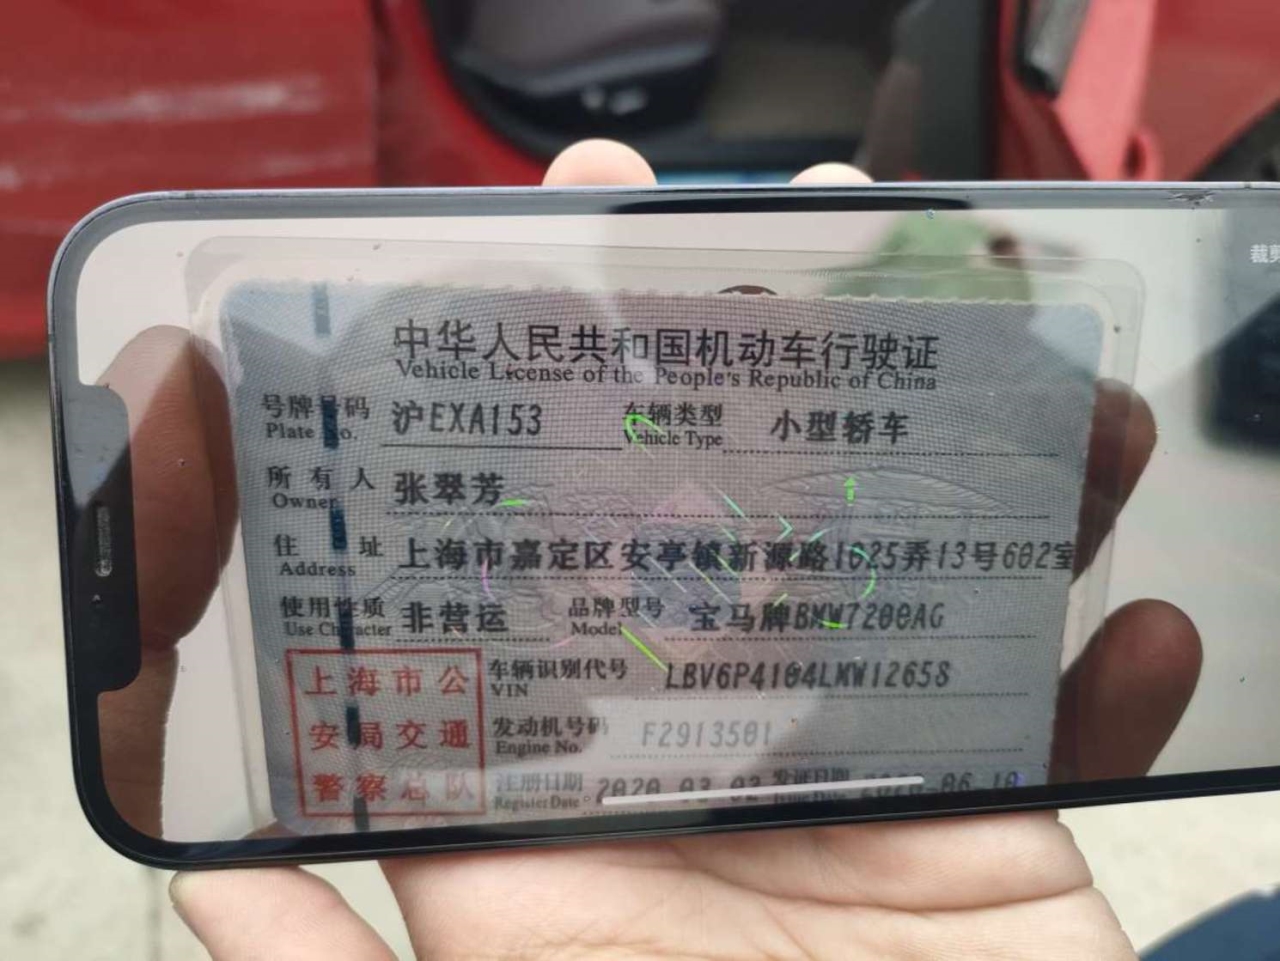 裁剪
中华人民共和国机动车行驶证
Vehicle License of the People's Republic of China
号牌号码 沪EXA153 车辆类型 小型轿车
Plate No. Vehicle Type
所有人 张翠芳
Owner
住址 上海市嘉定区安亭镇新源路1025弄13号602室
Address
使用性质 非营运 品牌型号 宝马牌BMW7200AG
Use Character Model
上海市公 车辆识别代号 LBV6P4104LMW12658
VIN
安局交通 发动机号码 F2913501
Engine No.
警察总队 注册日期 2020-03-02 发证日期
Register Date Issue Date